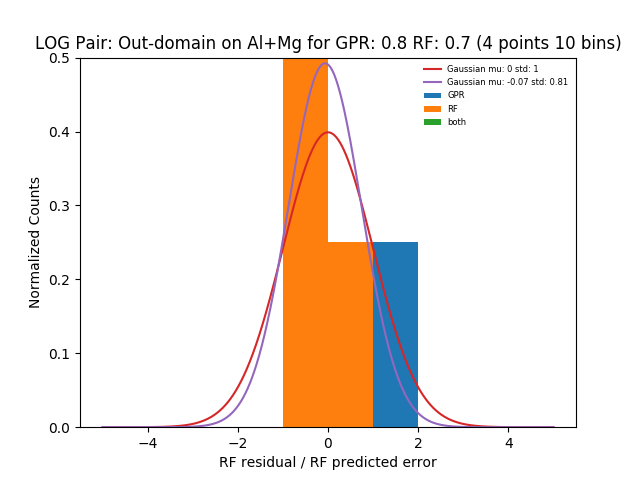 LOG Pair: Out-domain on Al+Mg for GPR: 0.8 RF: 0.7 (4 points 10 bins)
Gaussian mu: 0 std: 1
Gaussian mu: -0.07 std: 0.81
GPR
RF
both
Normalized Counts
0.5
0.4
0.3
0.2
0.1
0.0
−4
−2
0
2
4
RF residual / RF predicted error